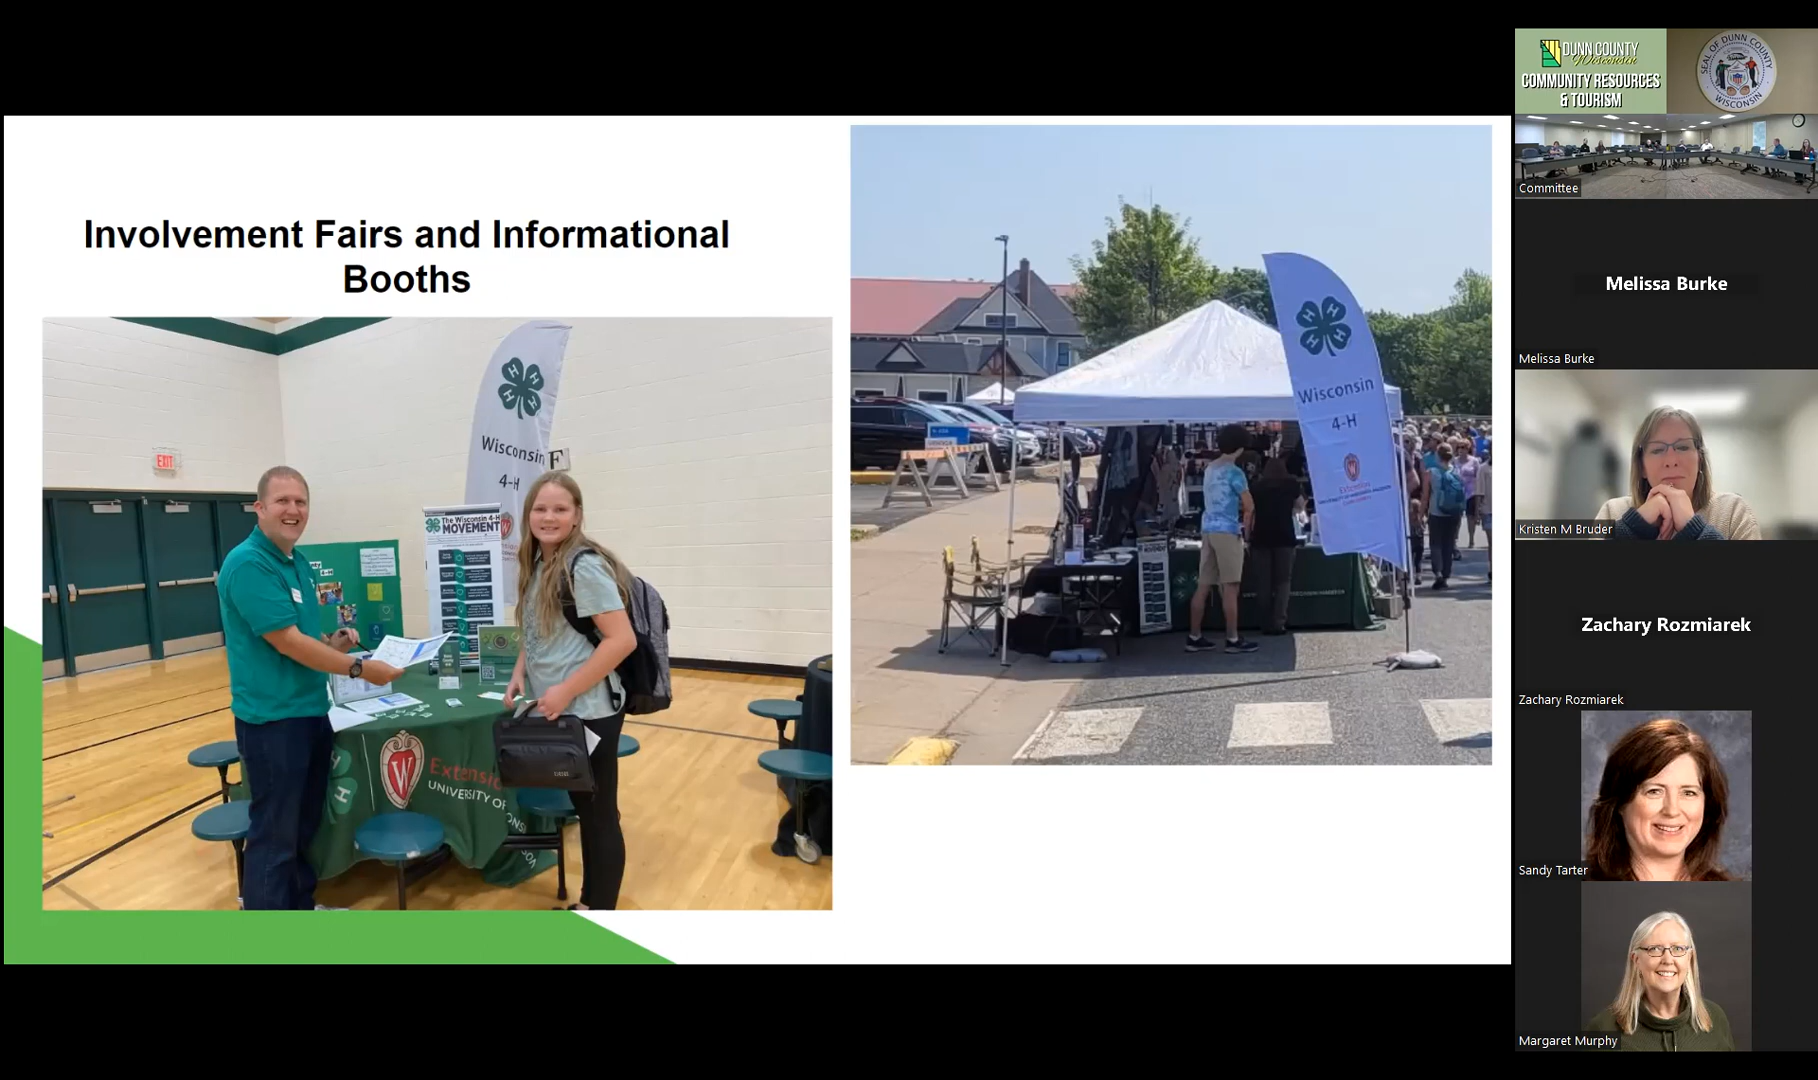 Involvement Fairs and Informational
Booths
EXIT
H H
H H
Wisconsin
4-H
F
The Wisconsin 4-H
MOVEMENT
Extensio
UNIVERSITY OF
H
H H
H H
Wisconsin
4-H
Extension
DUNN COUNTY
Wisconsin
COMMUNITY RESOURCES
& TOURISM
SEAL OF DUNN COUNTY
WISCONSIN
Committee
Melissa Burke
Melissa Burke
Kristen M Bruder
Zachary Rozmiarek
Zachary Rozmiarek
Sandy Tarter
Margaret Murphy